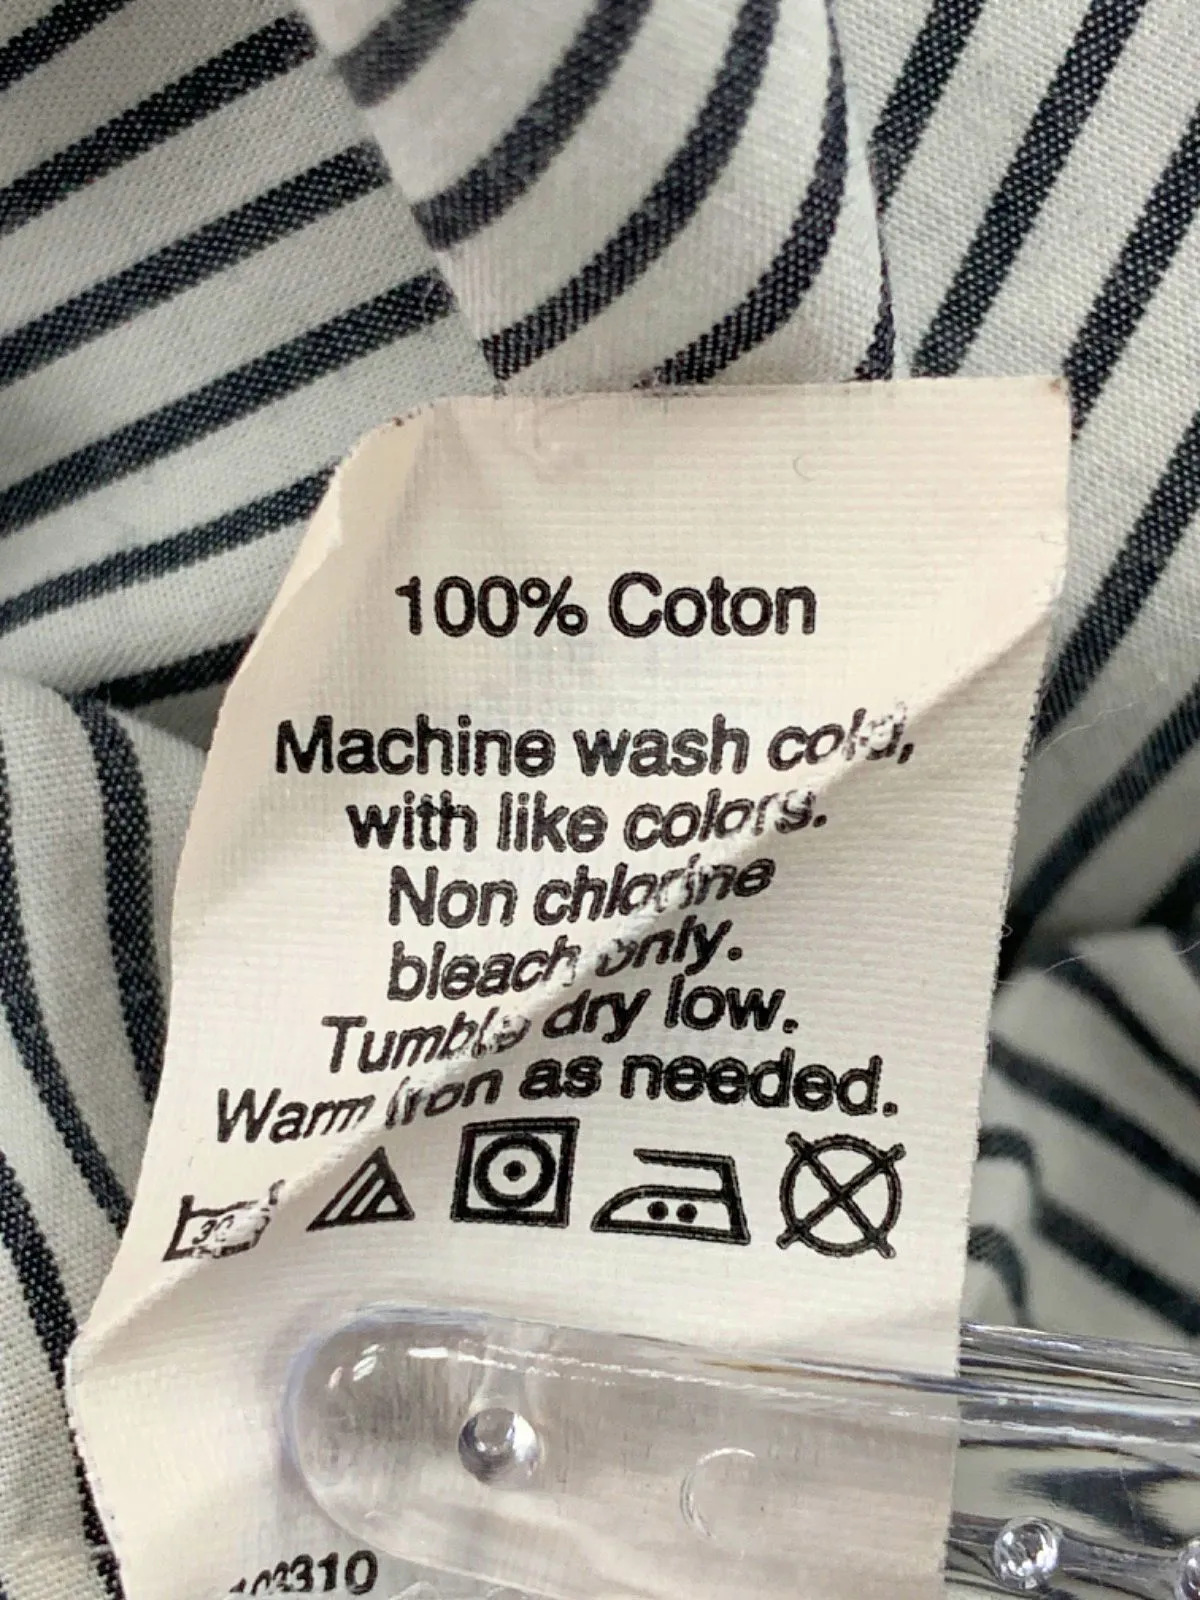 100% Coton
Machine wash cold,
with like colors.
Non chlorine
bleach only.
Tumble dry low.
Warm iron as needed.
30